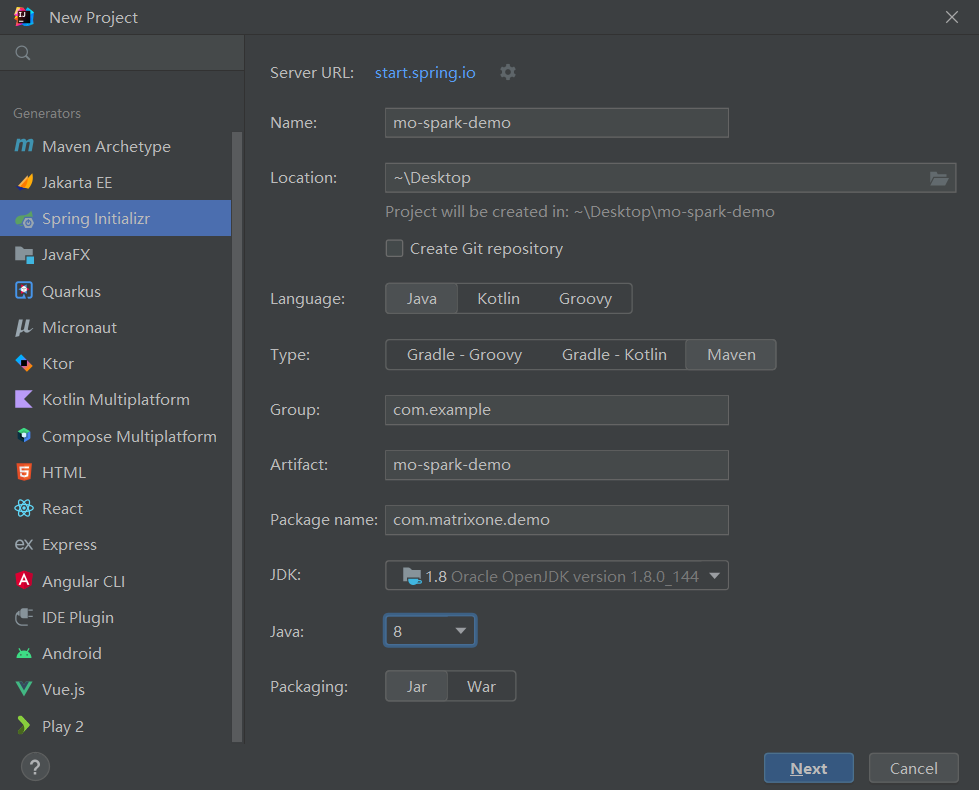 New Project
Generators
Maven Archetype
Jakarta EE
Spring Initializr
JavaFX
Quarkus
Micronaut
Ktor
Kotlin Multiplatform
Compose Multiplatform
HTML
React
Express
Angular CLI
IDE Plugin
Android
Vue.js
Play 2
Server URL: start.spring.io
Name: mo-spark-demo
Location: ~\Desktop
Project will be created in: ~\Desktop\mo-spark-demo
Create Git repository
Language: Java Kotlin Groovy
Type: Gradle - Groovy Gradle - Kotlin Maven
Group: com.example
Artifact: mo-spark-demo
Package name: com.matrixone.demo
JDK: 1.8 Oracle OpenJDK version 1.8.0_144
Java: 8
Packaging: Jar War
? Next Cancel